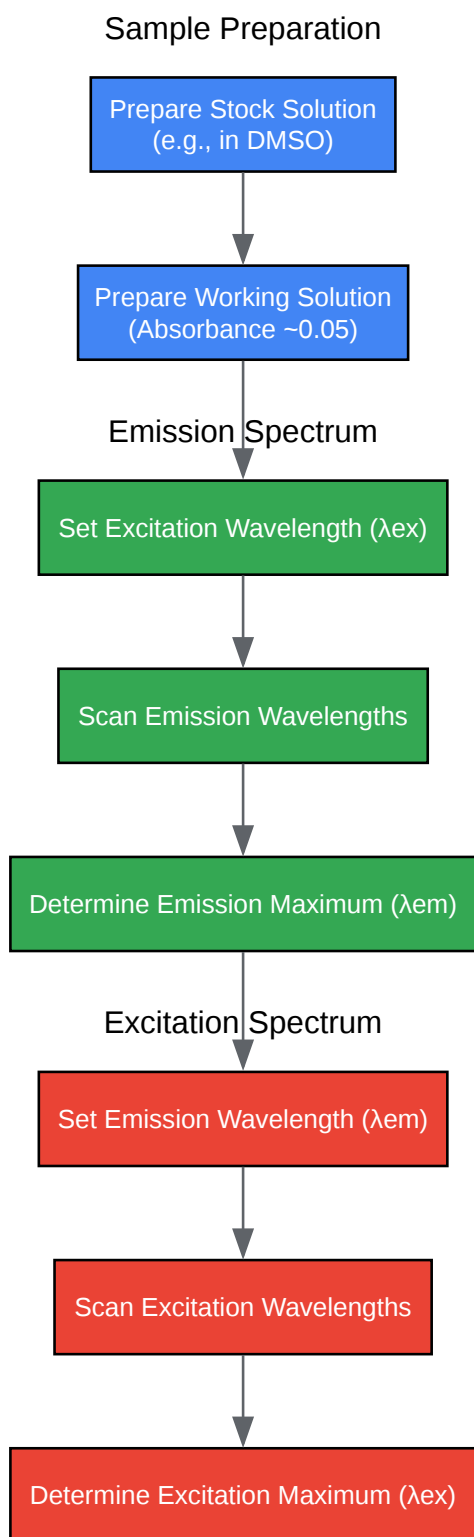 Sample Preparation
Prepare Stock Solution
(e.g., in DMSO)
Prepare Working Solution
(Absorbance ~0.05)
Emission Spectrum
Set Excitation Wavelength (λex)
Scan Emission Wavelengths
Determine Emission Maximum (λem)
Excitation Spectrum
Set Emission Wavelength (λem)
Scan Excitation Wavelengths
Determine Excitation Maximum (λex)